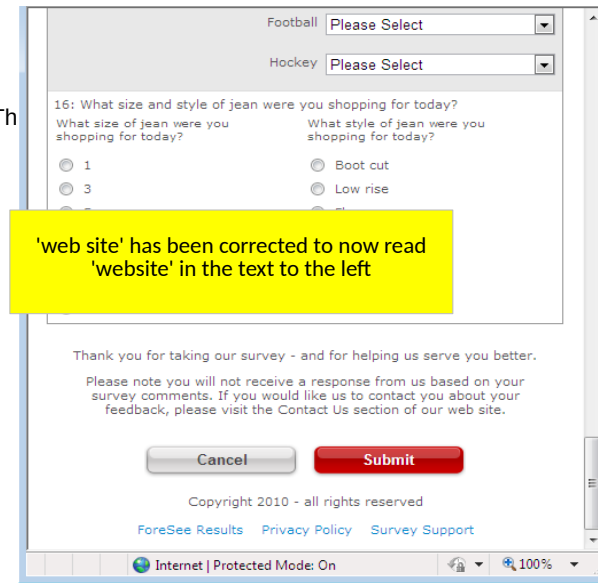 Football Please Select
Hockey Please Select
Th
16: What size and style of jean were you shopping for today?
What size of jean were you What style of jean were you
shopping for today? shopping for today?
1 Boot cut
3 Low rise
'web site' has been corrected to now read
'website' in the text to the left
Thank you for taking our survey - and for helping us serve you better.
Please note you will not receive a response from us based on your
survey comments. If you would like us to contact you about your
feedback, please visit the Contact Us section of our web site.
Cancel Submit
Copyright 2010 - all rights reserved
ForeSee Results Privacy Policy Survey Support
Internet | Protected Mode: On 100%